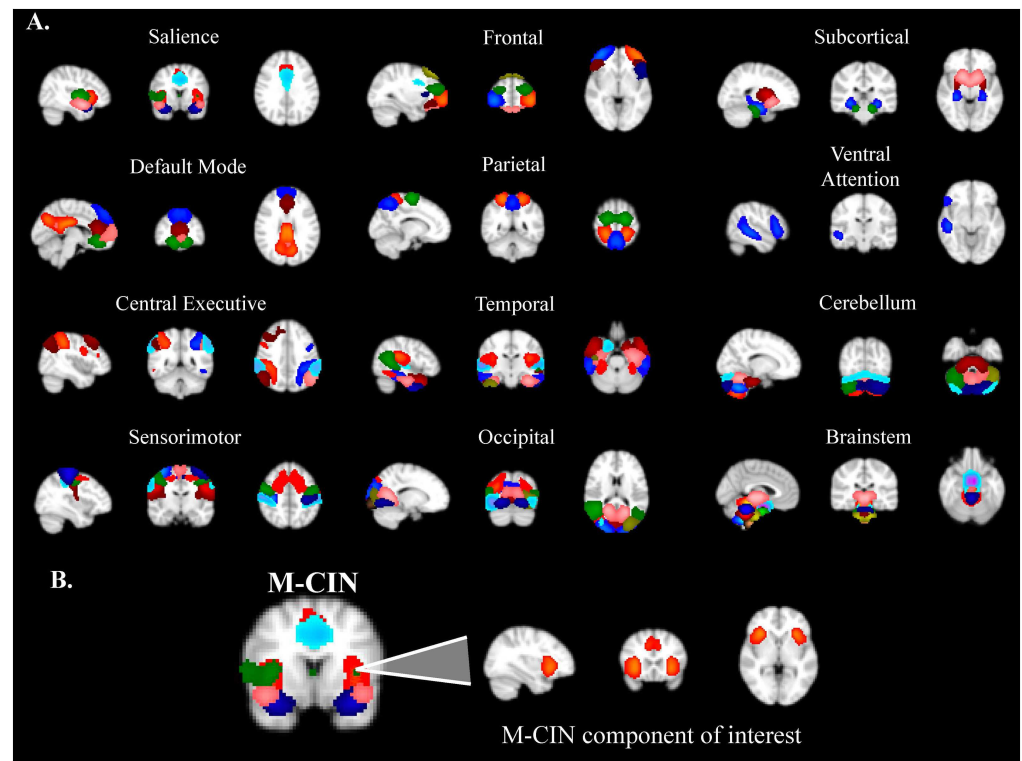 A.
Salience
Frontal
Subcortical
Default Mode
Parietal
Ventral
Attention
Central Executive
Temporal
Cerebellum
Sensorimotor
Occipital
Brainstem
B.
M-CIN
M-CIN component of interest